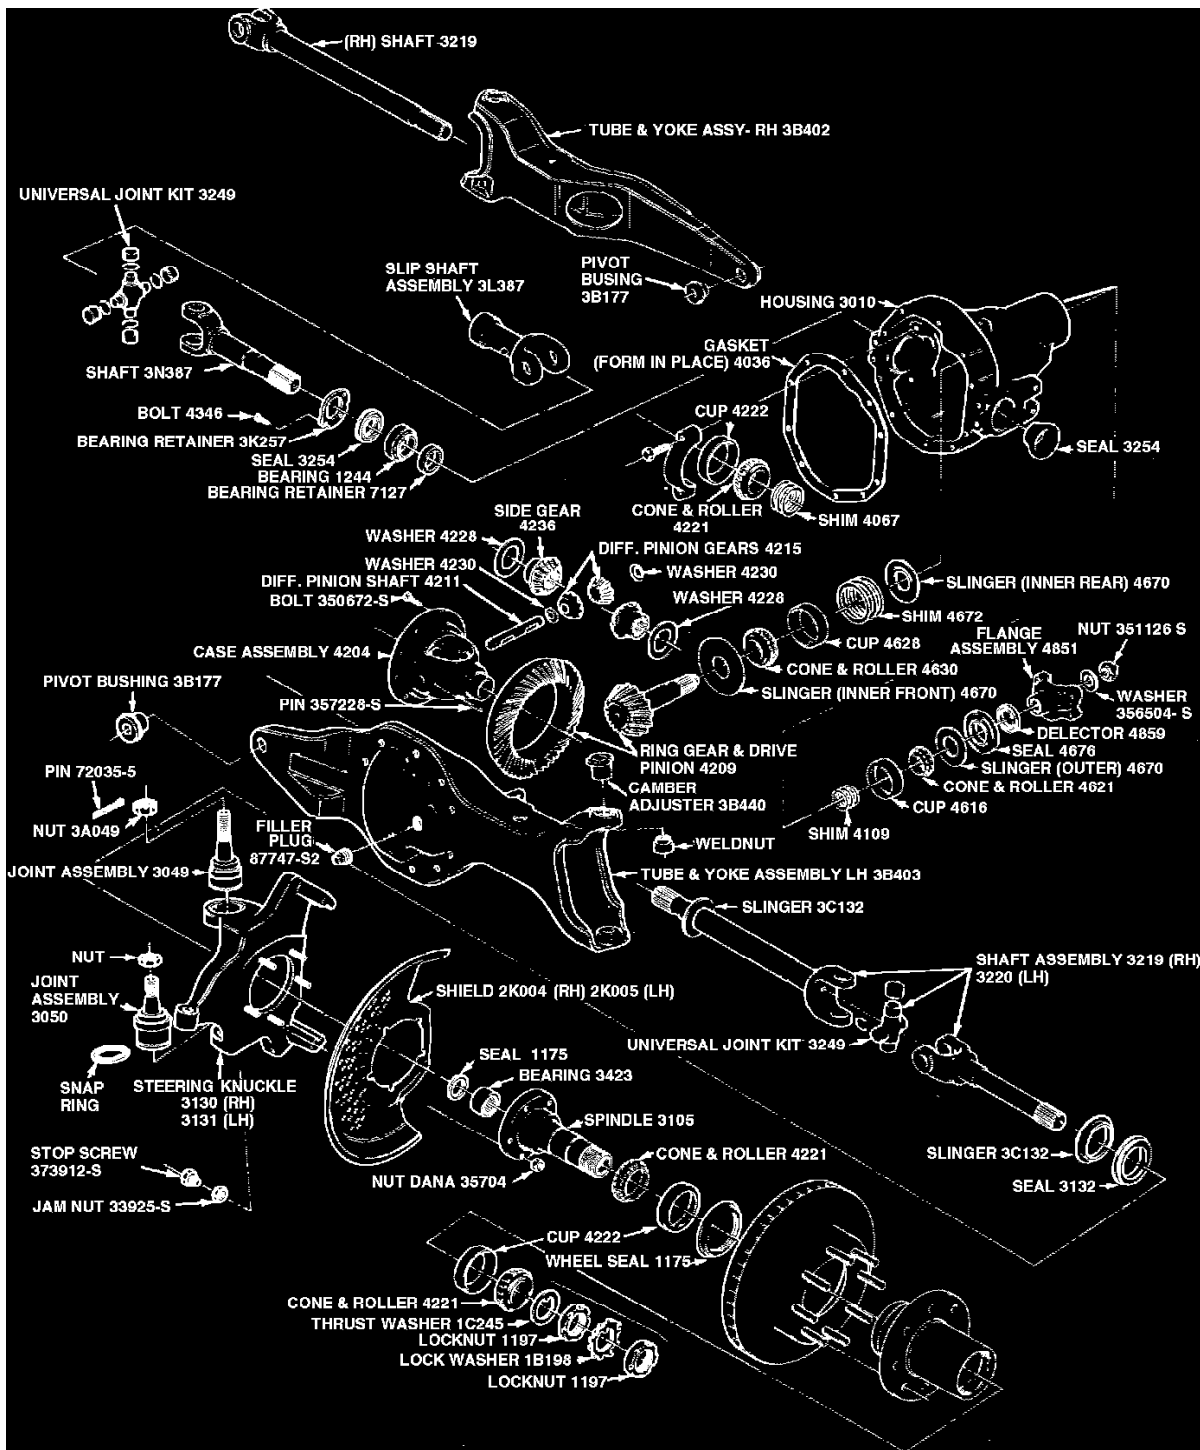 (RH) SHAFT 3219
TUBE & YOKE ASSY- RH 3B402
UNIVERSAL JOINT KIT 3249
SLIP SHAFT
ASSEMBLY 3L387
PIVOT
BUSING
3B177
HOUSING 3010
GASKET
(FORM IN PLACE) 4036
SHAFT 3N387
BOLT 4346
CUP 4222
BEARING RETAINER 3K257
SEAL 3254
SEAL 3254
BEARING 1244
BEARING RETAINER 7127
CONE & ROLLER
4221
SHIM 4067
SIDE GEAR
4236
WASHER 4228
DIFF. PINION GEARS 4215
WASHER 4230
WASHER 4230
DIFF. PINION SHAFT 4211
BOLT 350672-S
WASHER 4228
SLINGER (INNER REAR) 4670
SHIM 4672
CUP 4628
FLANGE
ASSEMBLY 4851
NUT 351126 S
CASE ASSEMBLY 4204
CONE & ROLLER 4630
SLINGER (INNER FRONT) 4670
PIVOT BUSHING 3B177
PIN 357228-S
WASHER
356504- S
DELECTOR 4859
SEAL 4676
SLINGER (OUTER) 4670
CONE & ROLLER 4621
CUP 4616
SHIM 4109
RING GEAR & DRIVE
PINION 4209
CAMBER
ADJUSTER 3B440
PIN 72035-5
NUT 3A049
FILLER
PLUG
87747-S2
WELDNUT
JOINT ASSEMBLY 3049
TUBE & YOKE ASSEMBLY LH 3B403
SLINGER 3C132
NUT
JOINT
ASSEMBLY
3050
SHAFT ASSEMBLY 3219 (RH)
3220 (LH)
SHIELD 2K004 (RH) 2K005 (LH)
UNIVERSAL JOINT KIT 3249
SEAL 1175
BEARING 3423
SNAP
RING
STEERING KNUCKLE
3130 (RH)
3131 (LH)
SPINDLE 3105
STOP SCREW
373912-S
CONE & ROLLER 4221
NUT DANA 35704
SLINGER 3C132
SEAL 3132
JAM NUT 33925-S
CUP 4222
WHEEL SEAL 1175
CONE & ROLLER 4221
THRUST WASHER 1C245
LOCKNUT 1197
LOCK WASHER 1B198
LOCKNUT 1197